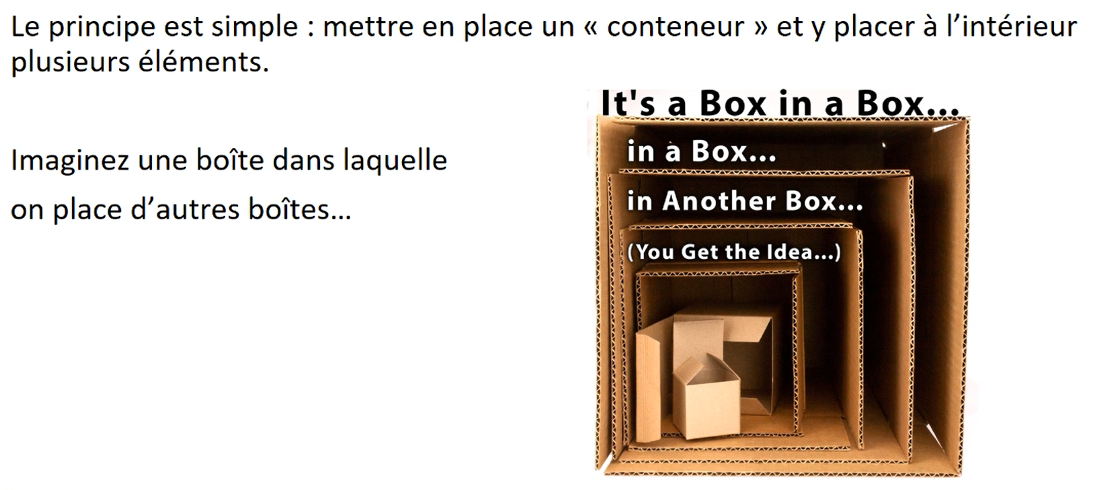 Le principe est simple : mettre en place un « conteneur » et y placer à l’intérieur
plusieurs éléments.
Imaginez une boîte dans laquelle
on place d’autres boîtes…
It's a Box in a Box...
in a Box...
in Another Box...
(You Get the Idea...)